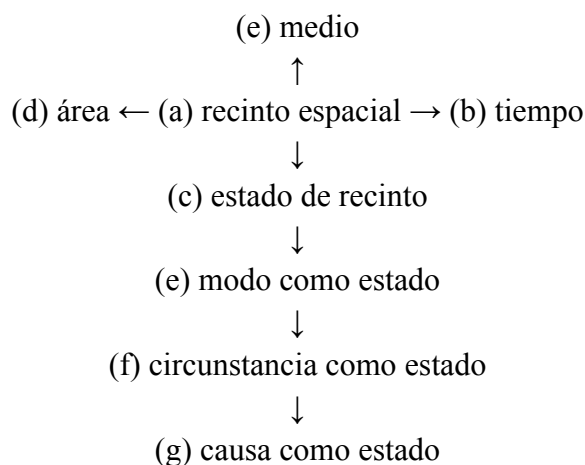 (e) medio
↑
(d) área ← (a) recinto espacial → (b) tiempo
↓
(c) estado de recinto
↓
(e) modo como estado
↓
(f) circunstancia como estado
↓
(g) causa como estado